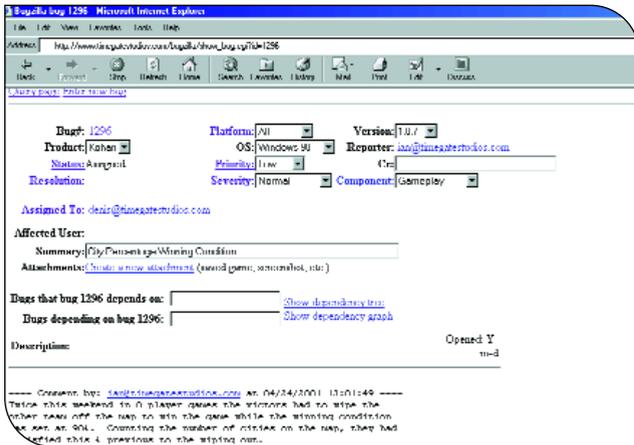 Bugzilla bug 1296 Microsoft Internet Explorer
File Edit View Favorites Tools Help
Address http://www.timegatestudios.com/bugzilla/show_bug.cgi?id=1296
Back Forward Stop Refresh Home Search Favorites History Mail Print Edit Discuss
Query page Enter new bug
Bug#: 1296 Platform: All Version: 1.0.7
Product: Kohan OS: Windows 98 Reporter: ian@timegatestudios.com
Status: Assigned Priority: Low Cc:
Resolution: Severity: Normal Component: Gameplay
Assigned To: denis@timegatestudios.com
Affected User:
Summary: City Percentage Winning Condition
Attachments: Create a new attachment (saved game, screenshot, etc.)
Bugs that bug 1296 depends on: Show dependency tree
Bugs depending on bug 1296: Show dependency graph
Description: Opened: Y
---- Comment by: ian@timegatestudios.com at 04/24/2001 13:01:49 ----
Twice this weekend in 8 player games the victors had to wipe the
other team off the map to win the game while the winning condition
was set at 90%. Counting the number of cities on the map, they had
satisfied this % previous to the wiping out.